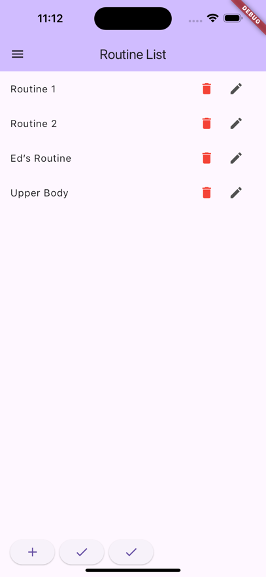 11:12
DEBUG
Routine List
Routine 1
Routine 2
Ed's Routine
Upper Body